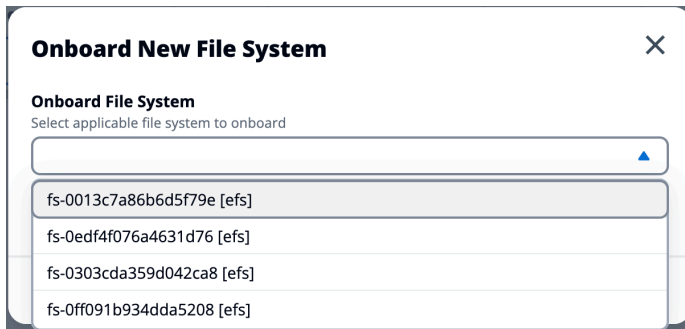 Onboard New File System
Onboard File System
Select applicable file system to onboard
fs-0013c7a86b6d5f79e [efs]
fs-0edf4f076a4631d76 [efs]
fs-0303cda359d042ca8 [efs]
fs-0ff091b934dda5208 [efs]